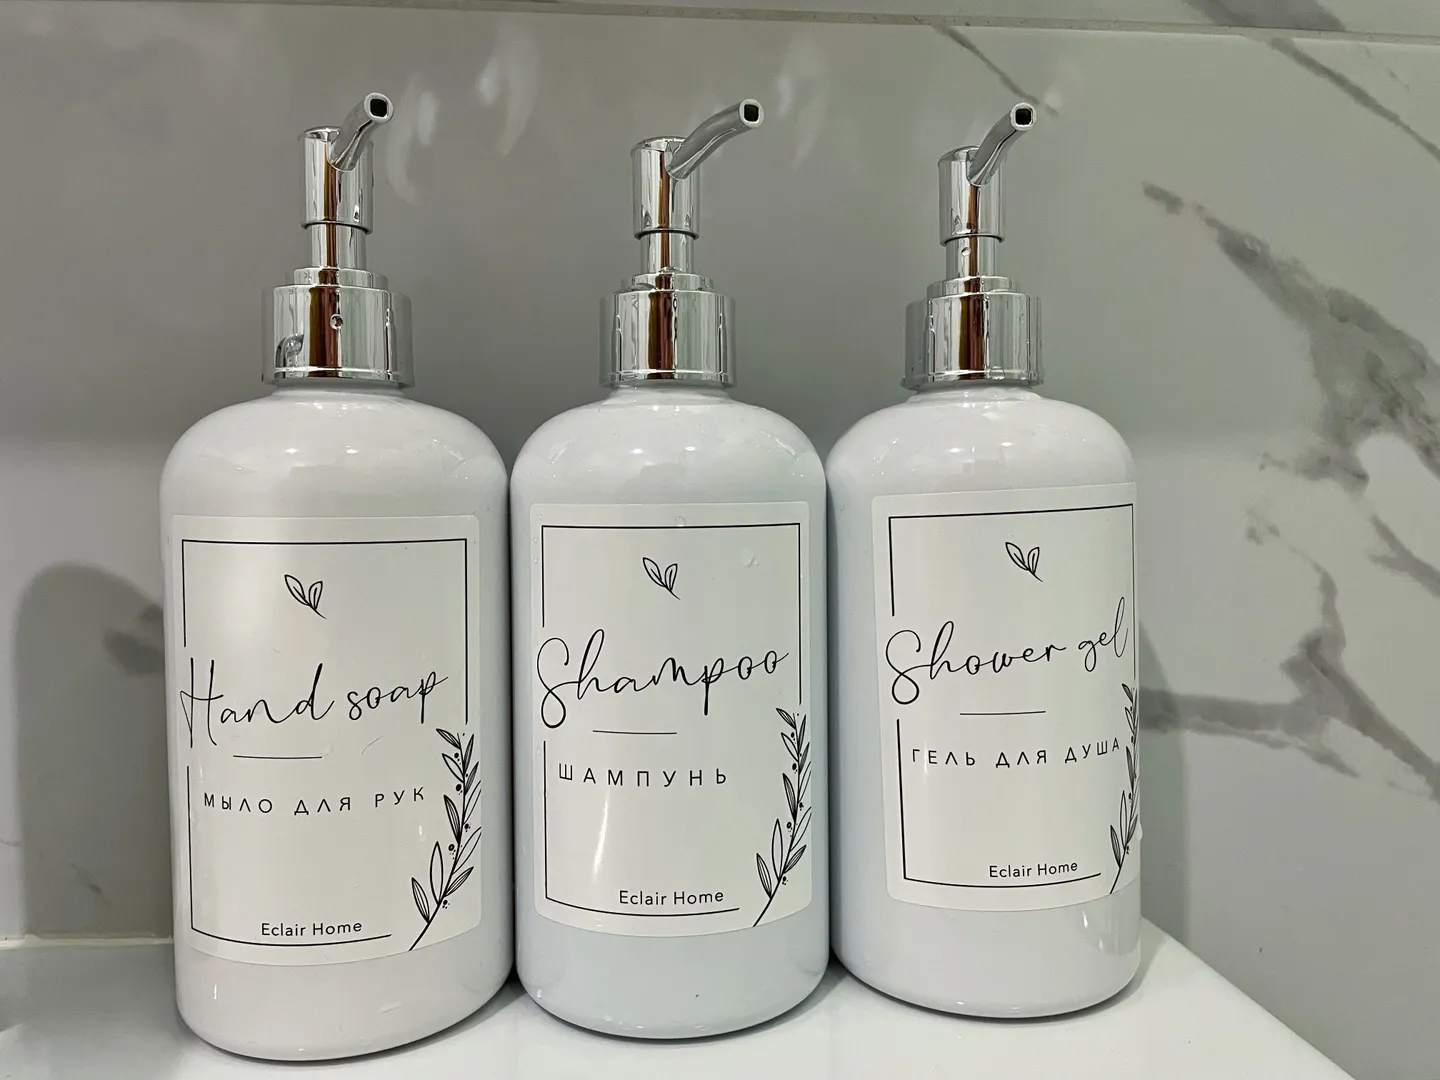 Hand soap
МЫЛО ДЛЯ РУК
Eclair Home
Shampoo
ШАМПУНЬ
Eclair Home
Shower gel
ГЕЛЬ ДЛЯ ДУША
Eclair Home